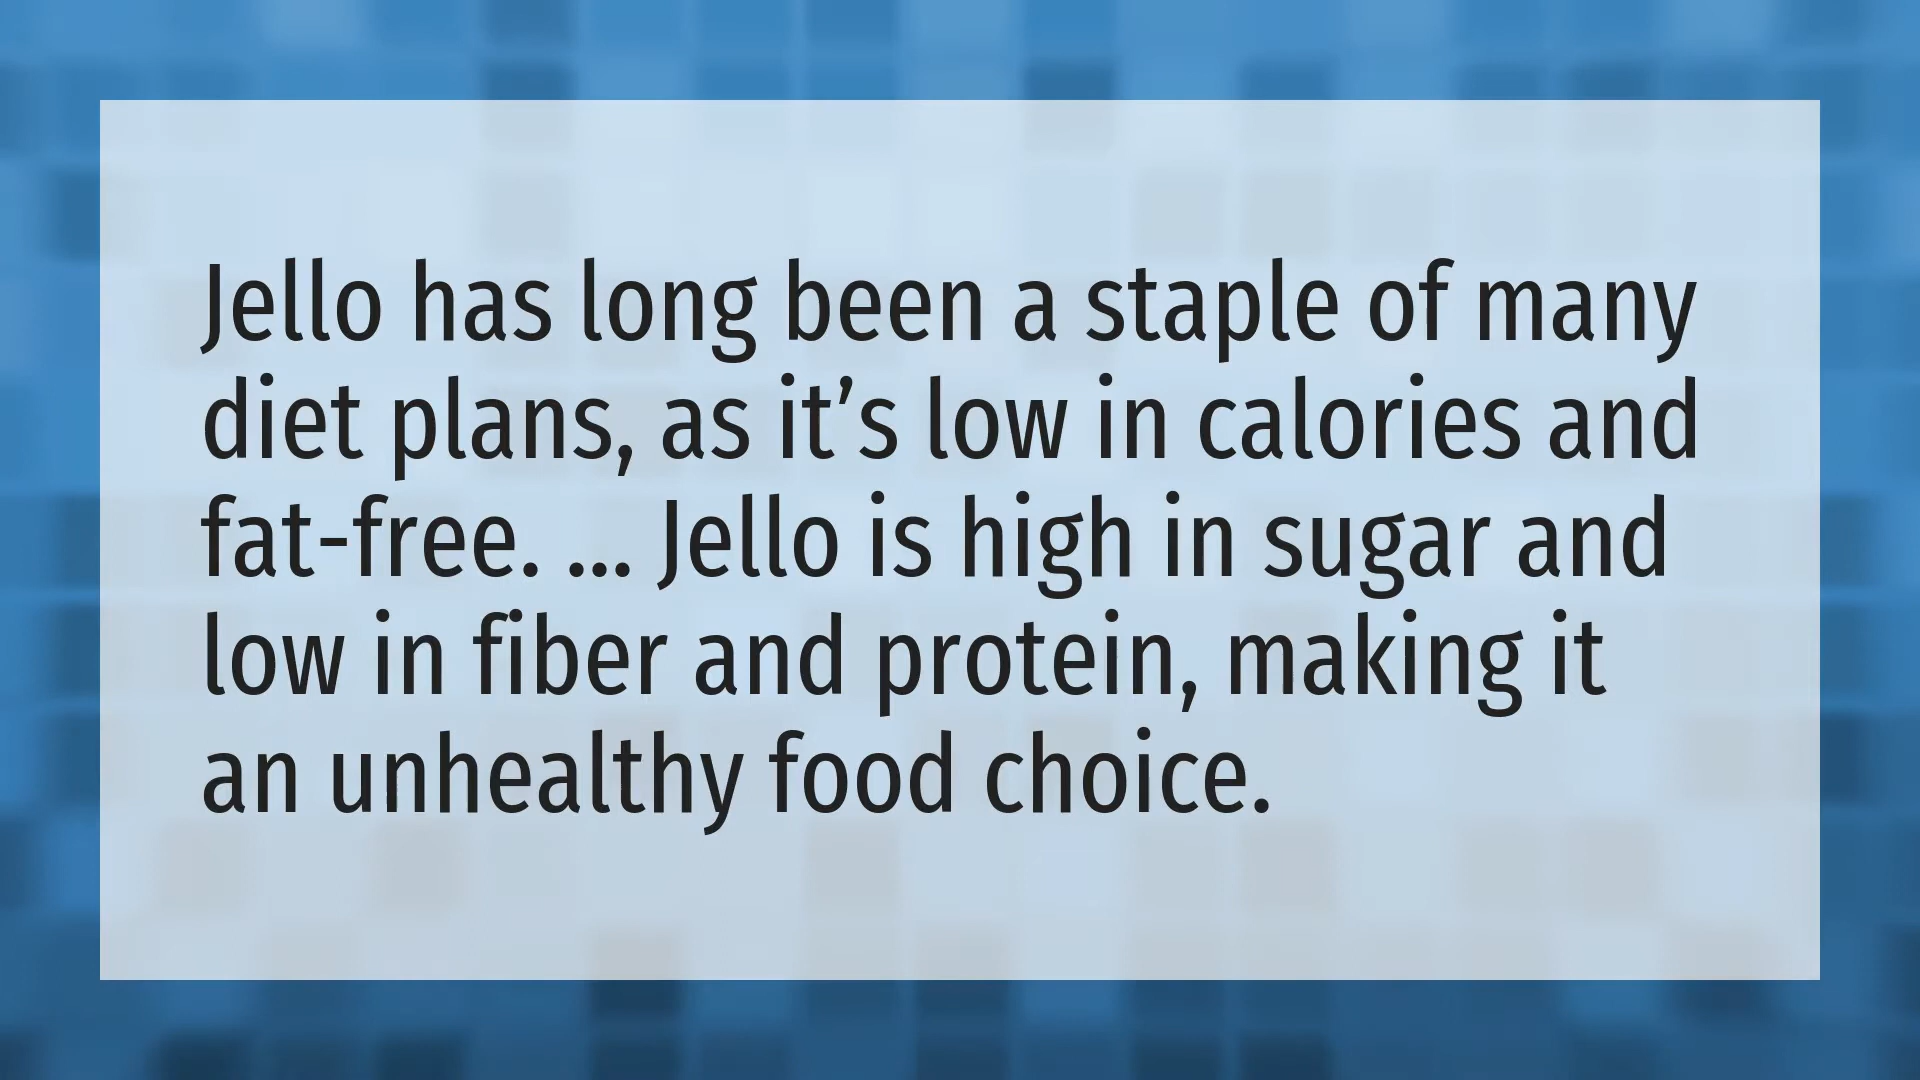 Jello has long been a staple of many
diet plans, as it’s low in calories and
fat-free. ... Jello is high in sugar and
low in fiber and protein, making it
an unhealthy food choice.